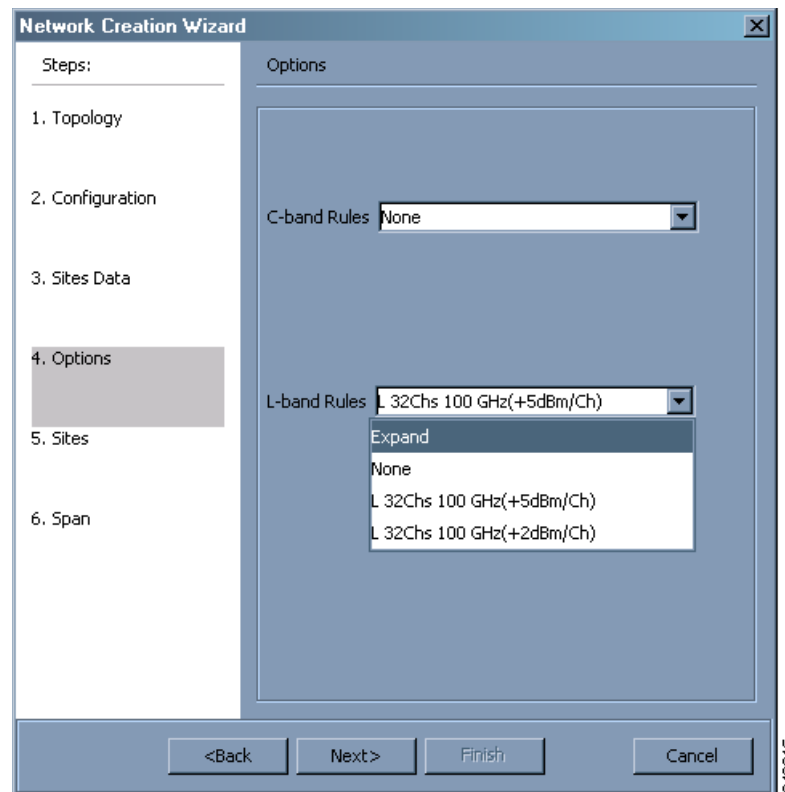 Network Creation Wizard
Steps:
Options
1. Topology
2. Configuration
C-band Rules None
3. Sites Data
4. Options
L-band Rules L 32Chs 100 GHz(+5dBm/Ch)
Expand
5. Sites
None
L 32Chs 100 GHz(+5dBm/Ch)
6. Span
L 32Chs 100 GHz(+2dBm/Ch)
<Back
Next>
Finish
Cancel